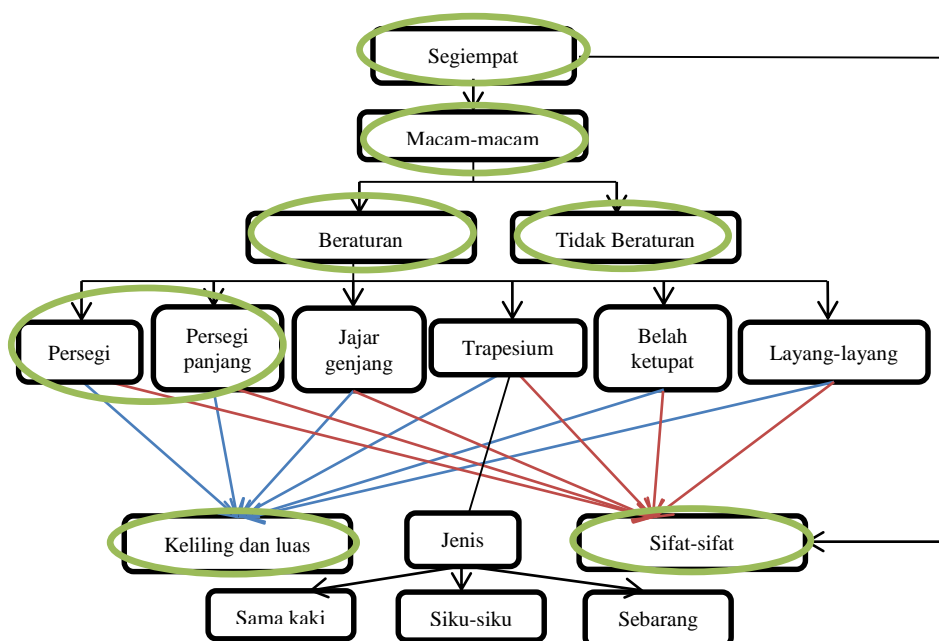 Segiempat
Macam-macam
Beraturan
Tidak Beraturan
Persegi
Persegi
panjang
Jajar
genjang
Trapesium
Belah
ketupat
Layang-layang
Keliling dan luas
Jenis
Sifat-sifat
Sama kaki
Siku-siku
Sebarang